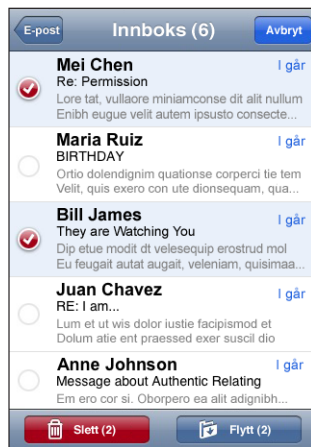 E-post
Innboks (6)
Avbryt
Mei Chen
I går
Re: Permission
Lore tat, vullaore miniamconse dit alit nullum
Enibh eugue velit autem ipsusto consecte...
Maria Ruiz
I går
BIRTHDAY
Ortio dolendignim quationse corperci tie tem
Velit, quis exero con ute dionsequam, qua...
Bill James
I går
They are Watching You
Dip etue modit dt velesequip erostrud mol
Eu feugait autat augait, veleniam, quisimaa...
Juan Chavez
I går
RE: I am...
Lum et ut wis dolor iustie facipismod et
Dolum atie ent praessed exer suscil dio
Anne Johnson
I går
Message about Authentic Relating
Em ero cor si. Oborpero ea alit adignibh...
Slett (2)
Flytt (2)